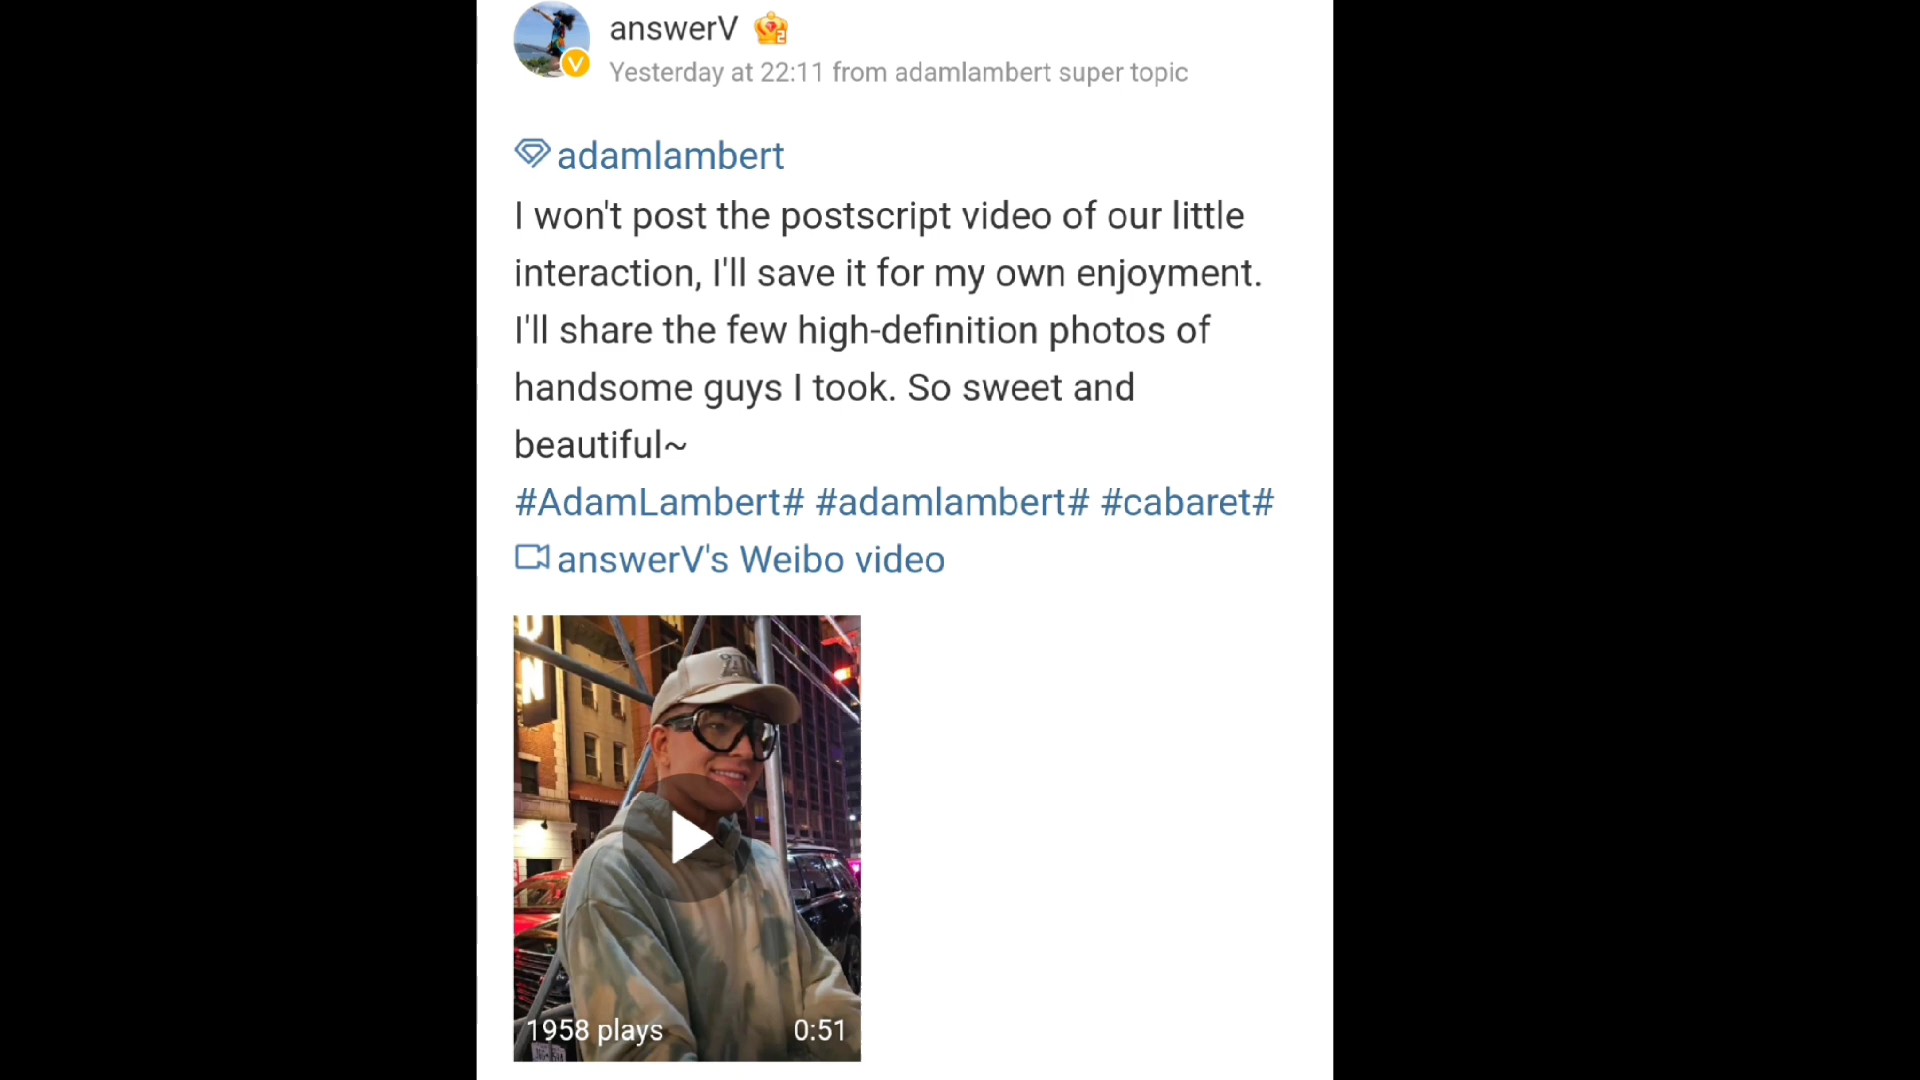 answerV
Yesterday at 22:11 from adamlambert super topic
adamlambert
I won't post the postscript video of our little
interaction, I'll save it for my own enjoyment.
I'll share the few high-definition photos of
handsome guys I took. So sweet and
beautiful~
#AdamLambert# #adamlambert# #cabaret#
answerV's Weibo video
N
1958 plays
0:51